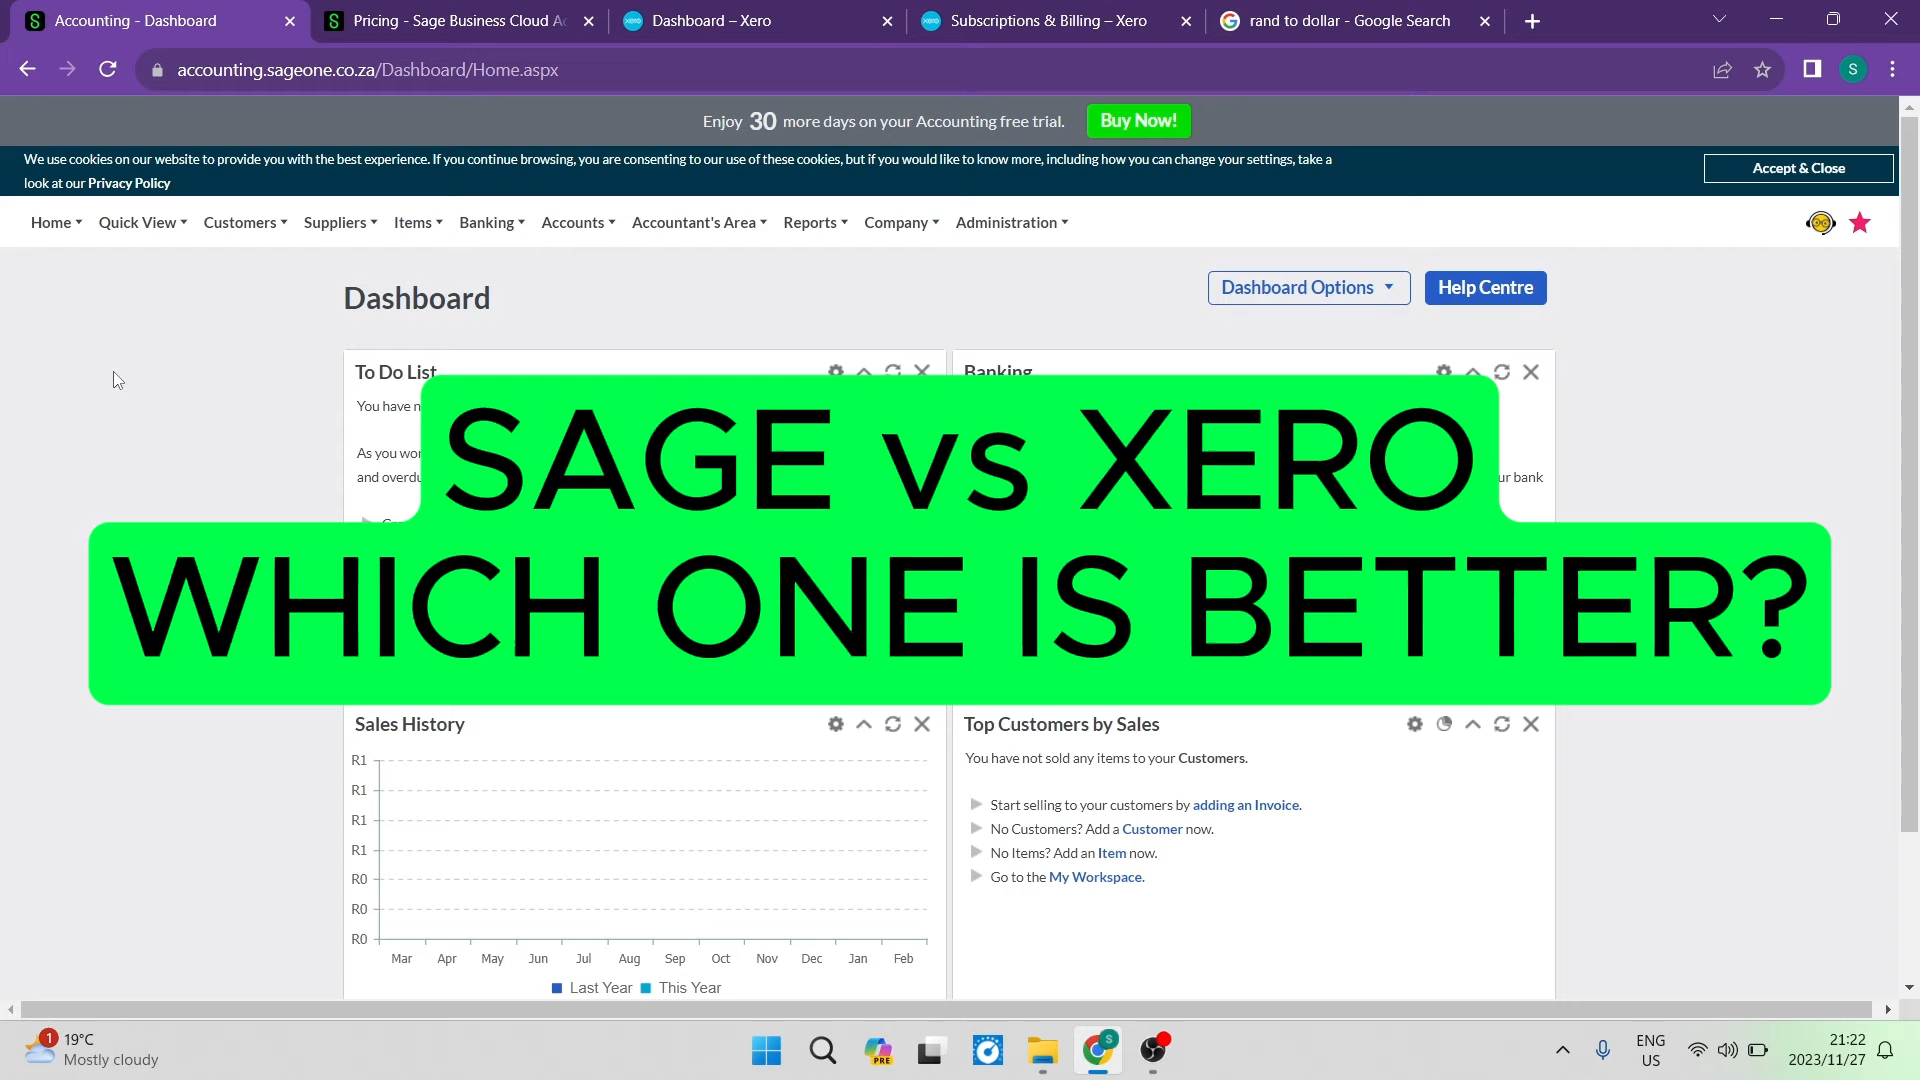 Accounting - Dashboard
Pricing - Sage Business Cloud Ac
Dashboard – Xero
Subscriptions & Billing – Xero
rand to dollar - Google Search
accounting.sageone.co.za/Dashboard/Home.aspx
S
Enjoy 30 more days on your Accounting free trial.
Buy Now!
We use cookies on our website to provide you with the best experience. If you continue browsing, you are consenting to our use of these cookies, but if you would like to know more, including how you can change your settings, take a
look at our Privacy Policy
Accept & Close
Home Quick View Customers Suppliers Items Banking Accounts Accountant's Area Reports Company Administration
Dashboard
Dashboard Options
Help Centre
To Do List
Banking
You have n
As you wor
and overdu
ur bank
SAGE vs XERO
WHICH ONE IS BETTER?
Sales History
R1
R1
R1
R1
R0
R0
R0
Mar Apr May Jun Jul Aug Sep Oct Nov Dec Jan Feb
Last Year This Year
Top Customers by Sales
You have not sold any items to your Customers.
Start selling to your customers by adding an Invoice.
No Customers? Add a Customer now.
No Items? Add an Item now.
Go to the My Workspace.
1
19°C
Mostly cloudy
PRE
S
ENG
US
21:22
2023/11/27